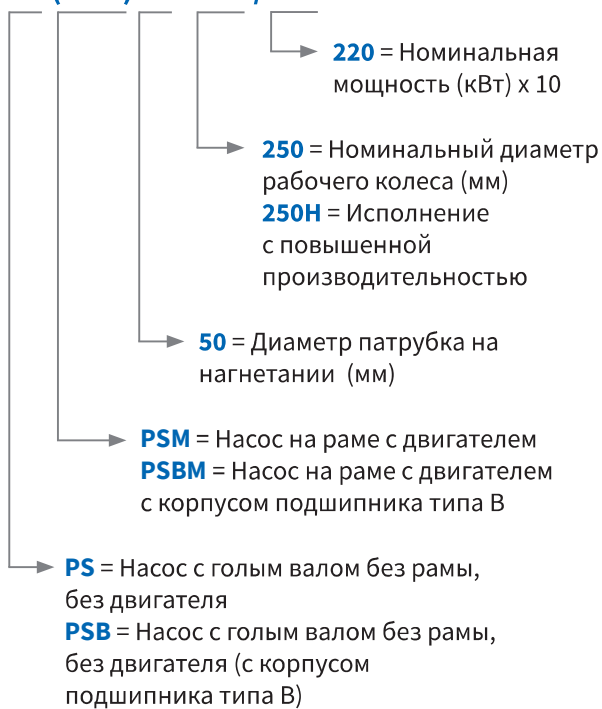 220 = Номинальная
мощность (кВт) x 10
250 = Номинальный диаметр
рабочего колеса (мм)
250H = Исполнение
с повышенной
производительностью
50 = Диаметр патрубка на
нагнетании (мм)
PSM = Насос на раме с двигателем
PSBM = Насос на раме с двигателем
с корпусом подшипника типа B
PS = Насос с голым валом без рамы,
без двигателя
PSB = Насос с голым валом без рамы,
без двигателя (с корпусом
подшипника типа B)